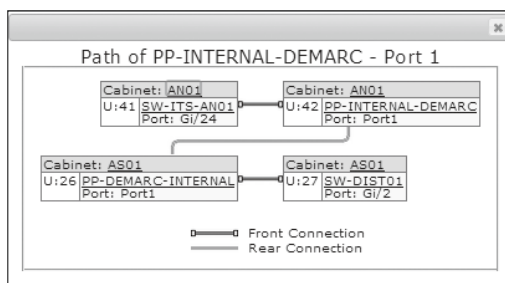 Path of PP-INTERNAL-DEMARC - Port 1
Cabinet: AN01
U:41 SW-ITS-AN01
Port: Gi/24
Cabinet: AN01
U:42 PP-INTERNAL-DEMARC
Port: Port1
Cabinet: AS01
U:26 PP-DEMARC-INTERNAL
Port: Port1
Cabinet: AS01
U:27 SW-DIST01
Port: Gi/2
Front Connection
Rear Connection